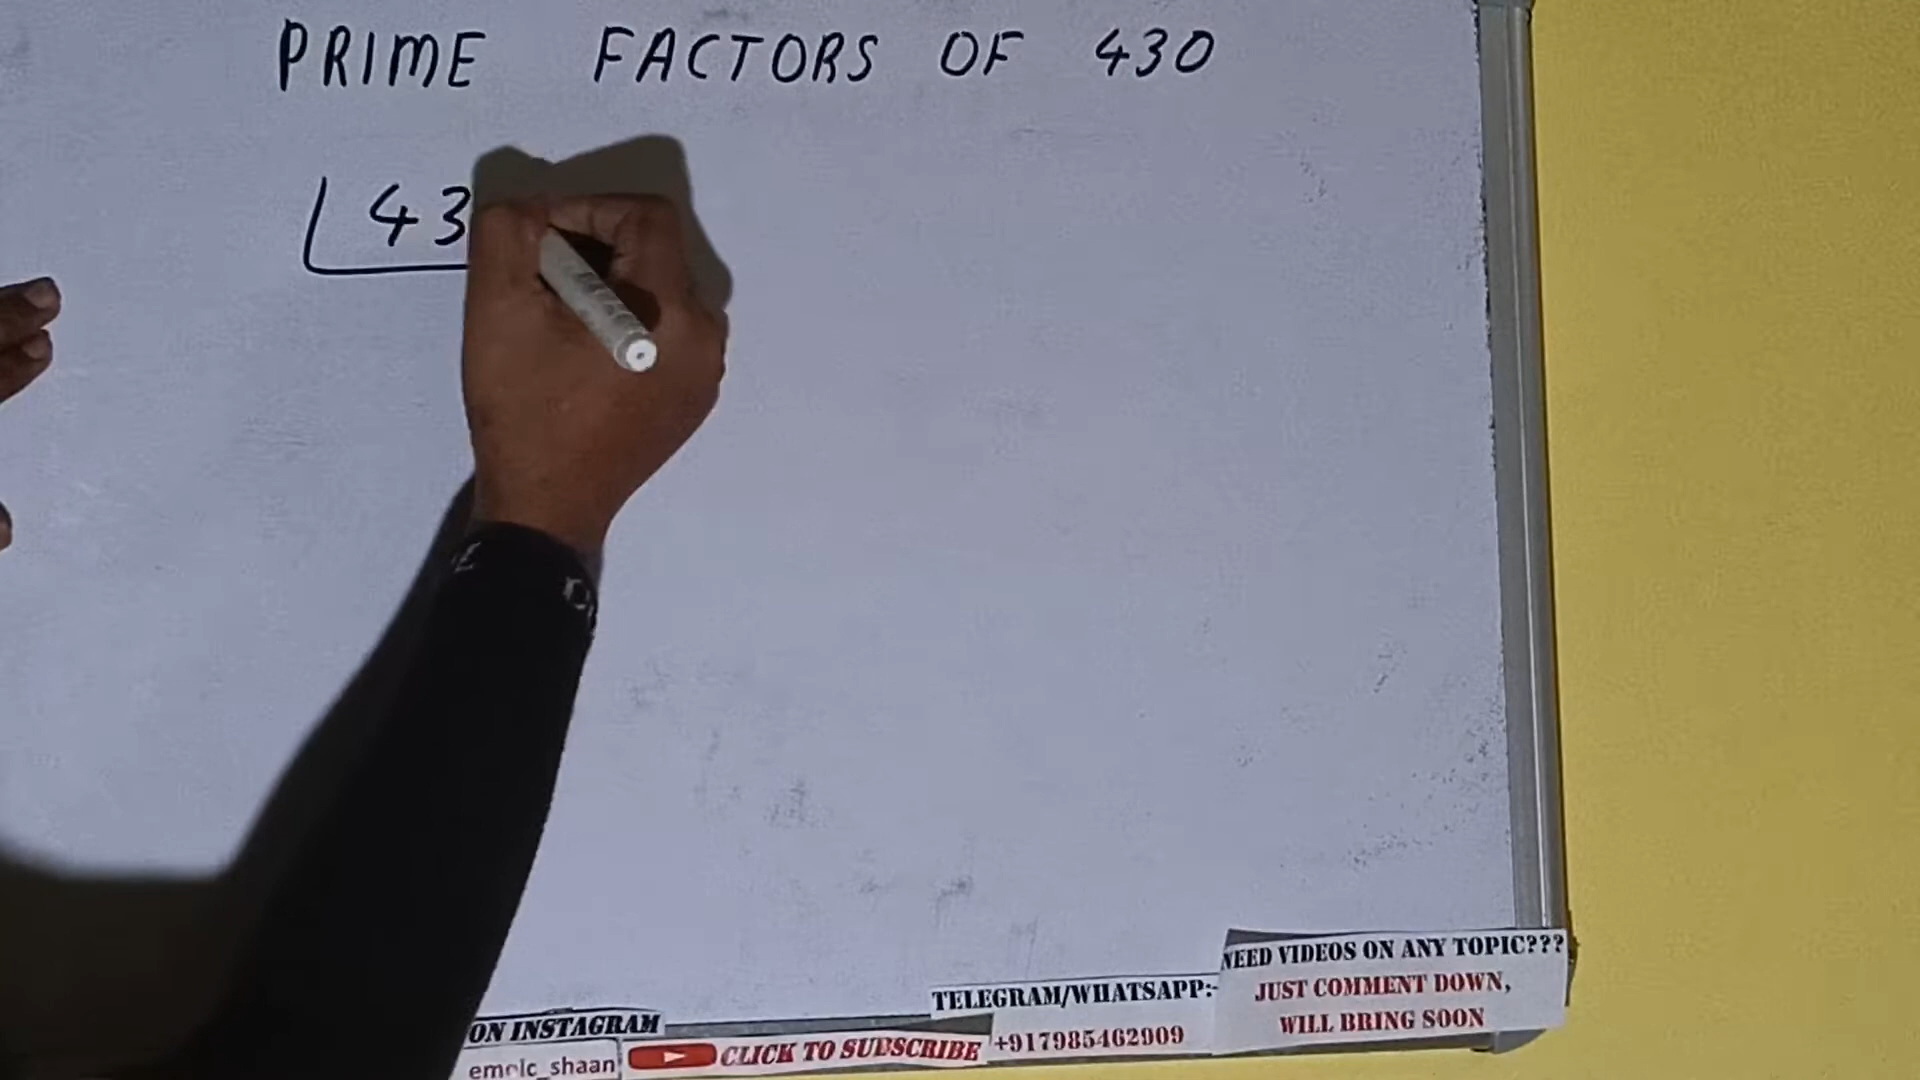 PRIME FACTORS OF 430
43
NEED VIDEOS ON ANY TOPIC???
JUST COMMENT DOWN,
WILL BRING SOON
TELEGRAM/WHATSAPP:-
+917985462909
ON INSTAGRAM
CLICK TO SUBSCRIBE